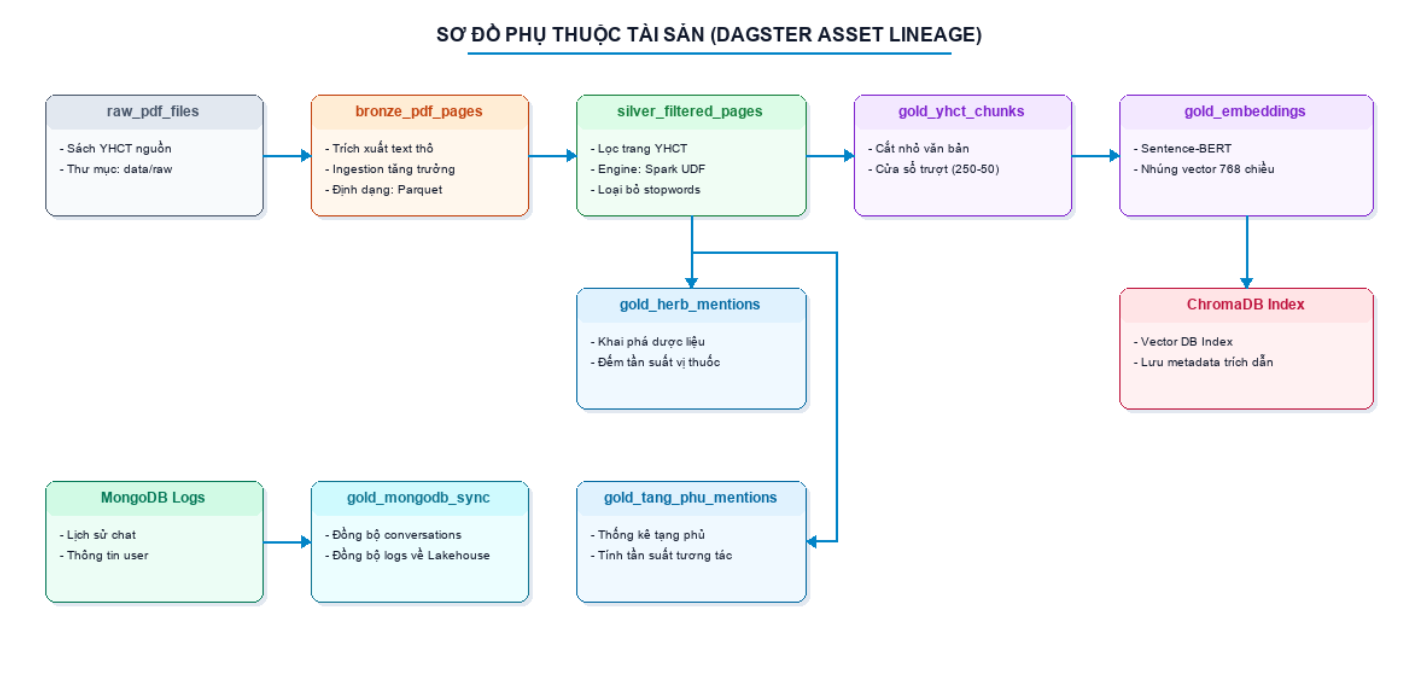 SƠ ĐỒ PHỤ THUỘC TÀI SẢN (DAGSTER ASSET LINEAGE)
raw_pdf_files
- Sách YHCT nguồn
- Thư mục: data/raw
bronze_pdf_pages
- Trích xuất text thô
- Ingestion tăng trưởng
- Định dạng: Parquet
silver_filtered_pages
- Lọc trang YHCT
- Engine: Spark UDF
- Loại bỏ stopwords
gold_yhct_chunks
- Cắt nhỏ văn bản
- Cửa sổ trượt (250-50)
gold_embeddings
- Sentence-BERT
- Nhúng vector 768 chiều
gold_herb_mentions
- Khai phá dược liệu
- Đếm tần suất vị thuốc
ChromaDB Index
- Vector DB Index
- Lưu metadata trích dẫn
MongoDB Logs
- Lịch sử chat
- Thông tin user
gold_mongodb_sync
- Đồng bộ conversations
- Đồng bộ logs về Lakehouse
gold_tang_phu_mentions
- Thống kê tạng phủ
- Tính tần suất tương tác